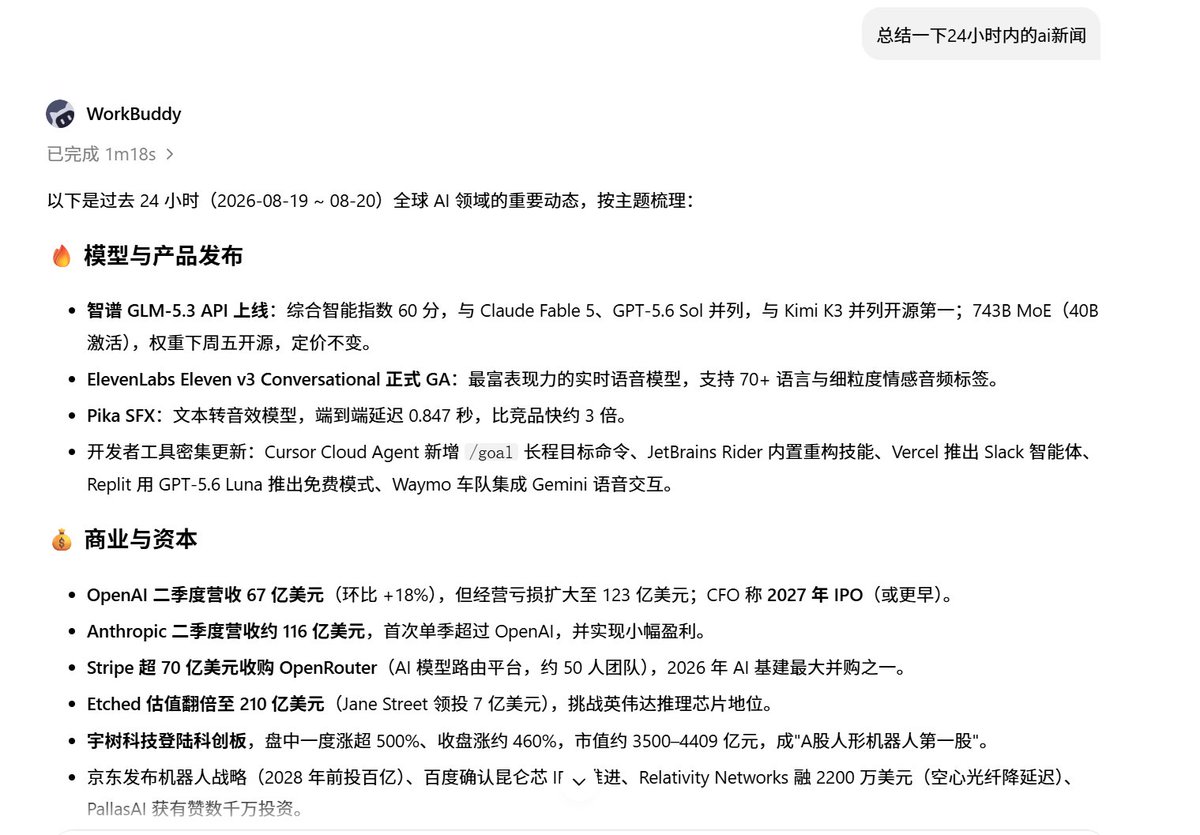 总结一下24小时内的ai新闻
WorkBuddy
已完成 1m18s >
以下是过去 24 小时（2026-08-19 ~ 08-20）全球 AI 领域的重要动态，按主题梳理：
🔥 模型与产品发布
• 智谱 GLM-5.3 API 上线：综合智能指数 60 分，与 Claude Fable 5、GPT-5.6 Sol 并列，与 Kimi K3 并列开源第一；743B MoE（40B
激活），权重下周五开源，定价不变。
• ElevenLabs Eleven v3 Conversational 正式 GA：最富表现力的实时语音模型，支持 70+ 语言与细粒度情感音频标签。
• Pika SFX：文本转音效模型，端到端延迟 0.847 秒，比竞品快约 3 倍。
• 开发者工具密集更新：Cursor Cloud Agent 新增 /goal 长程目标命令、JetBrains Rider 内置重构技能、Vercel 推出 Slack 智能体、
Replit 用 GPT-5.6 Luna 推出免费模式、Waymo 车队集成 Gemini 语音交互。
💰 商业与资本
• OpenAI 二季度营收 67 亿美元（环比 +18%），但经营亏损扩大至 123 亿美元；CFO 称 2027 年 IPO（或更早）。
• Anthropic 二季度营收约 116 亿美元，首次单季超过 OpenAI，并实现小幅盈利。
• Stripe 超 70 亿美元收购 OpenRouter（AI 模型路由平台，约 50 人团队），2026 年 AI 基建最大并购之一。
• Etched 估值翻倍至 210 亿美元（Jane Street 领投 7 亿美元），挑战英伟达推理芯片地位。
• 宇树科技登陆科创板，盘中一度涨超 500%、收盘涨约 460%，市值约 3500–4409 亿元，成"A股人形机器人第一股"。
• 京东发布机器人战略（2028 年前投百亿）、百度确认昆仑芯 进、Relativity Networks 融 2200 万美元（空心光纤降延迟）、
PallasAI 获有赞数千万投资。